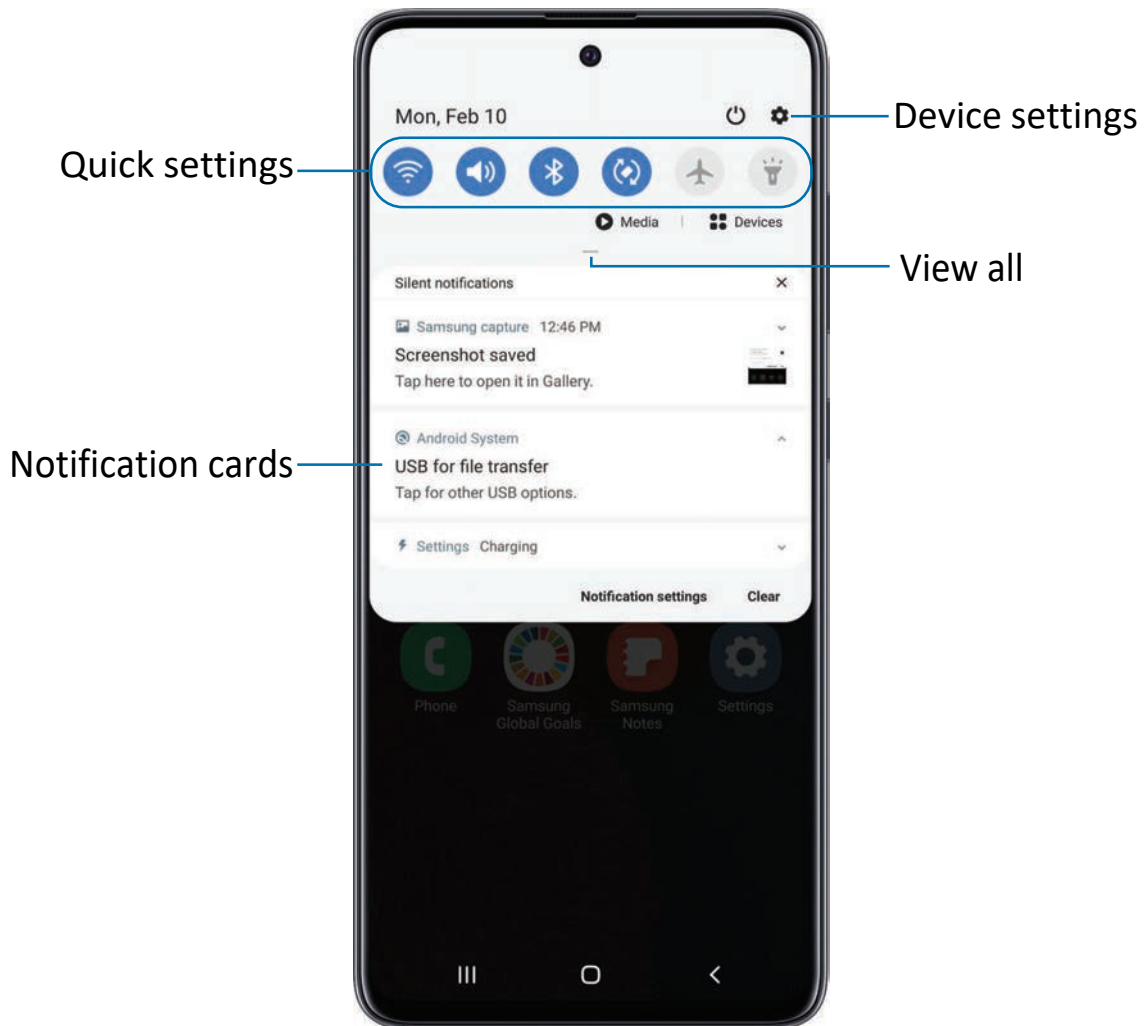 Mon, Feb 10
Device settings
Quick settings
Media
Devices
View all
Silent notifications
Samsung capture 12:46 PM
Screenshot saved
Tap here to open it in Gallery.
Android System
Notification cards
USB for file transfer
Tap for other USB options.
Settings Charging
Notification settings Clear
Phone
Samsung
Global Goals
Samsung
Notes
Settings